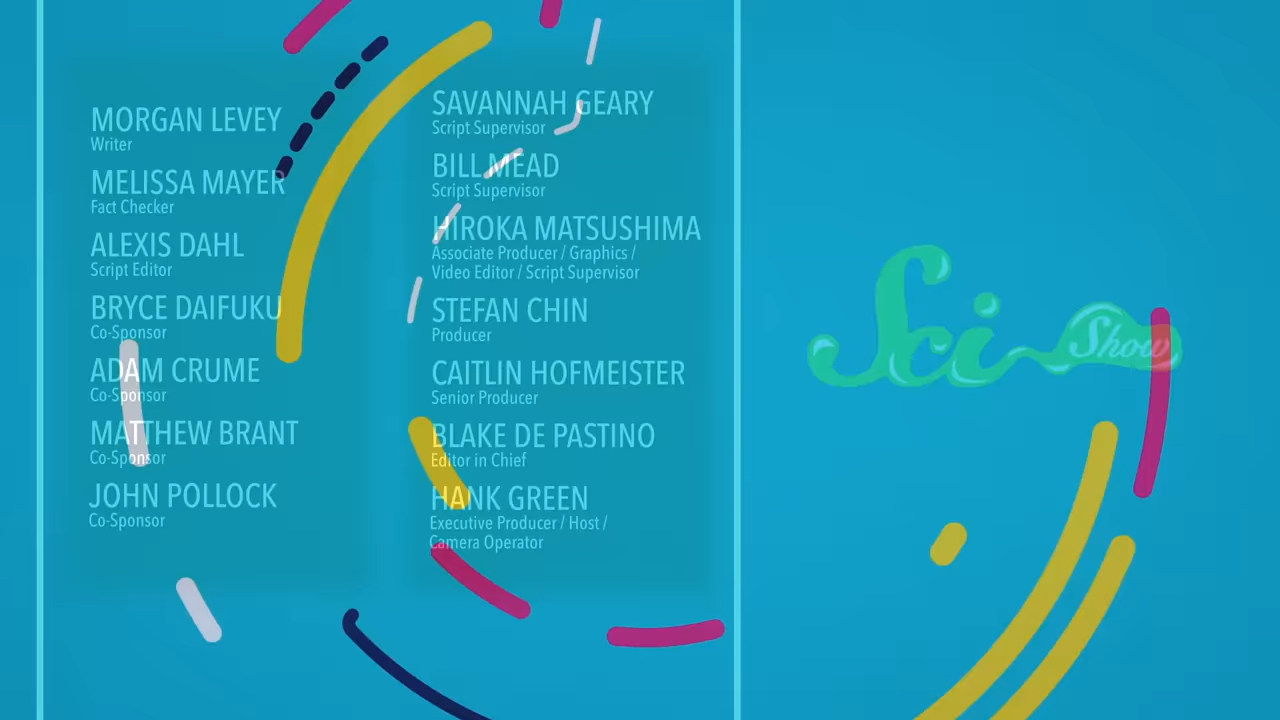 MORGAN LEVEY
Writer
MELISSA MAYER
Fact Checker
ALEXIS DAHL
Script Editor
BRYCE DAIFUKU
Co-Sponsor
ADAM CRUME
Co-Sponsor
MATTHEW BRANT
Co-Sponsor
JOHN POLLOCK
Co-Sponsor
SAVANNAH GEARY
Script Supervisor
BILL MEAD
Script Supervisor
HIROKA MATSUSHIMA
Associate Producer / Graphics /
Video Editor / Script Supervisor
STEFAN CHIN
Producer
CAITLIN HOFMEISTER
Senior Producer
BLAKE DE PASTINO
Editor in Chief
HANK GREEN
Executive Producer / Host /
Camera Operator
Sci Show